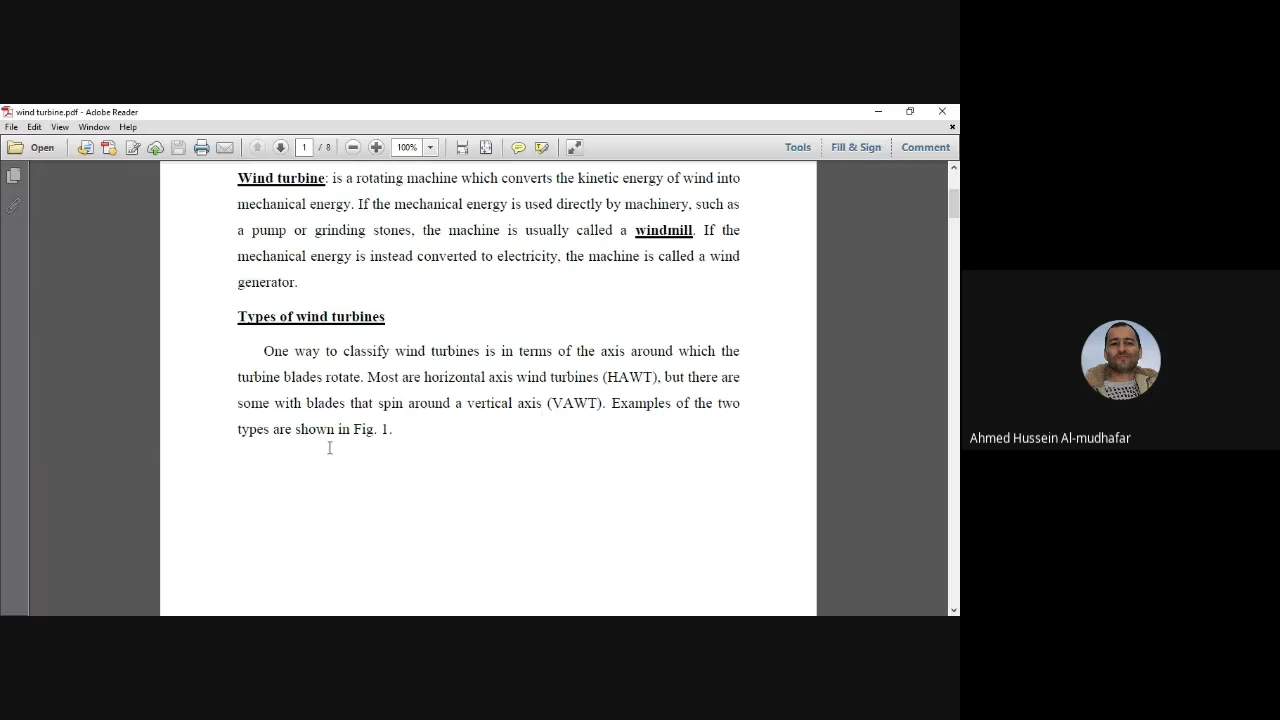 wind turbine.pdf - Adobe Reader
File Edit View Window Help
Open 1 / 8 100% Tools Fill & Sign Comment
Wind turbine: is a rotating machine which converts the kinetic energy of wind into
mechanical energy. If the mechanical energy is used directly by machinery, such as
a pump or grinding stones, the machine is usually called a windmill. If the
mechanical energy is instead converted to electricity, the machine is called a wind
generator.
Types of wind turbines
One way to classify wind turbines is in terms of the axis around which the
turbine blades rotate. Most are horizontal axis wind turbines (HAWT), but there are
some with blades that spin around a vertical axis (VAWT). Examples of the two
types are shown in Fig. 1.
Ahmed Hussein Al-mudhafar